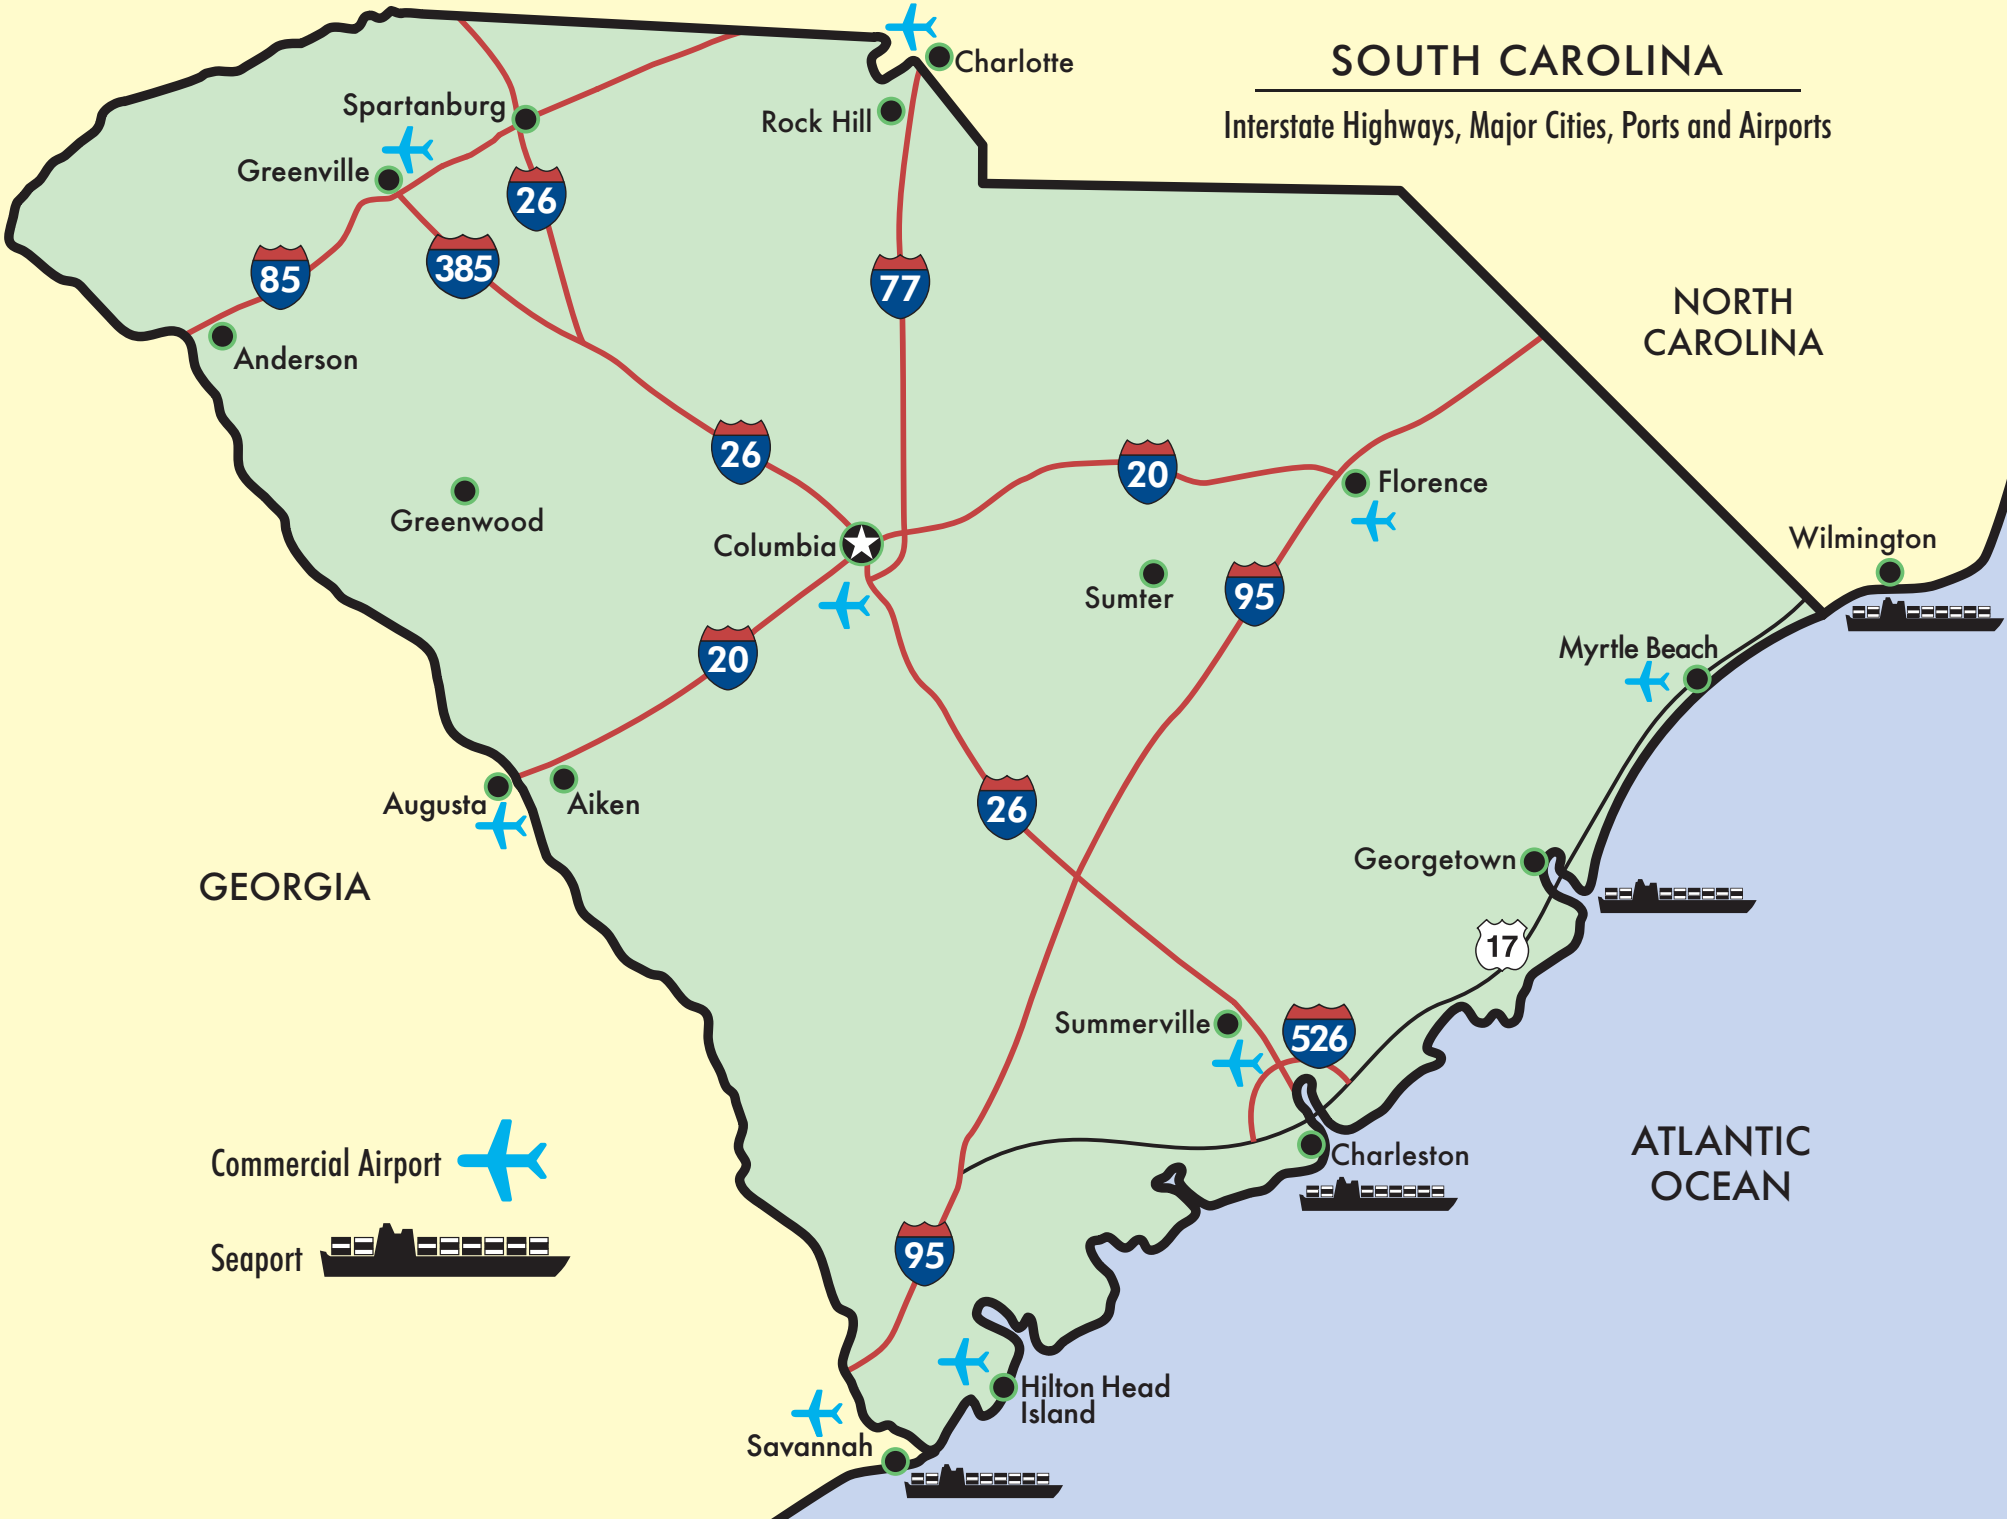 SOUTH CAROLINA
Interstate Highways, Major Cities, Ports and Airports
Charlotte
Rock Hill
Spartanburg
Greenville
26
385
85
77
Anderson
NORTH
CAROLINA
26
20
Florence
Greenwood
Columbia
Sumter
95
Wilmington
20
Myrtle Beach
Augusta
Aiken
26
Georgetown
GEORGIA
17
Summerville
526
Charleston
ATLANTIC
OCEAN
Commercial Airport
Seaport
95
Hilton Head
Island
Savannah